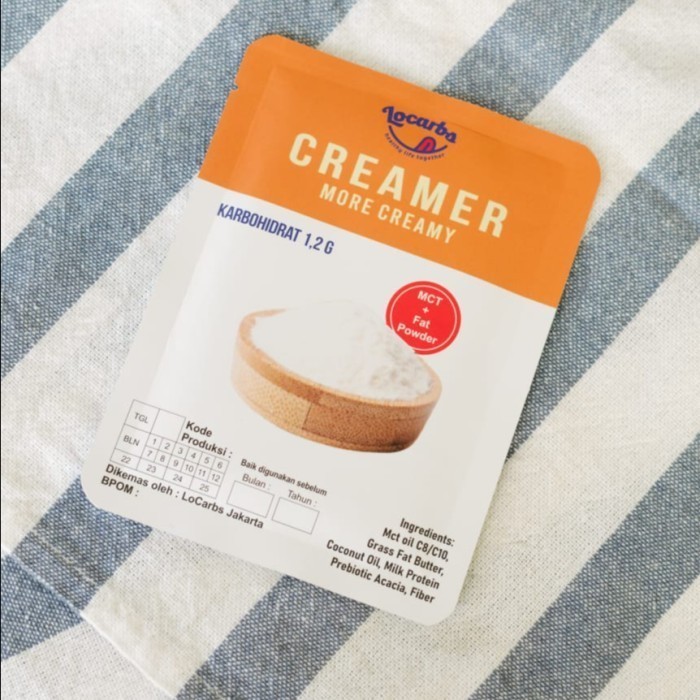 Locarba
healthy life together
CREAMER
MORE CREAMY
KARBOHIDRAT 1,2 G
MCT
+
Fat
Powder
TGL
BLN
1 2 3 4 5 6
7 8 9 10 11 12
22 23 24 25
Kode
Produksi :
Baik digunakan sebelum
Bulan : Tahun :
Dikemas oleh : LoCarbs Jakarta
BPOM :
Ingredients:
Mct oil C8/C10,
Grass Fat Butter,
Coconut Oil, Milk Protein
Prebiotic Acacia, Fiber